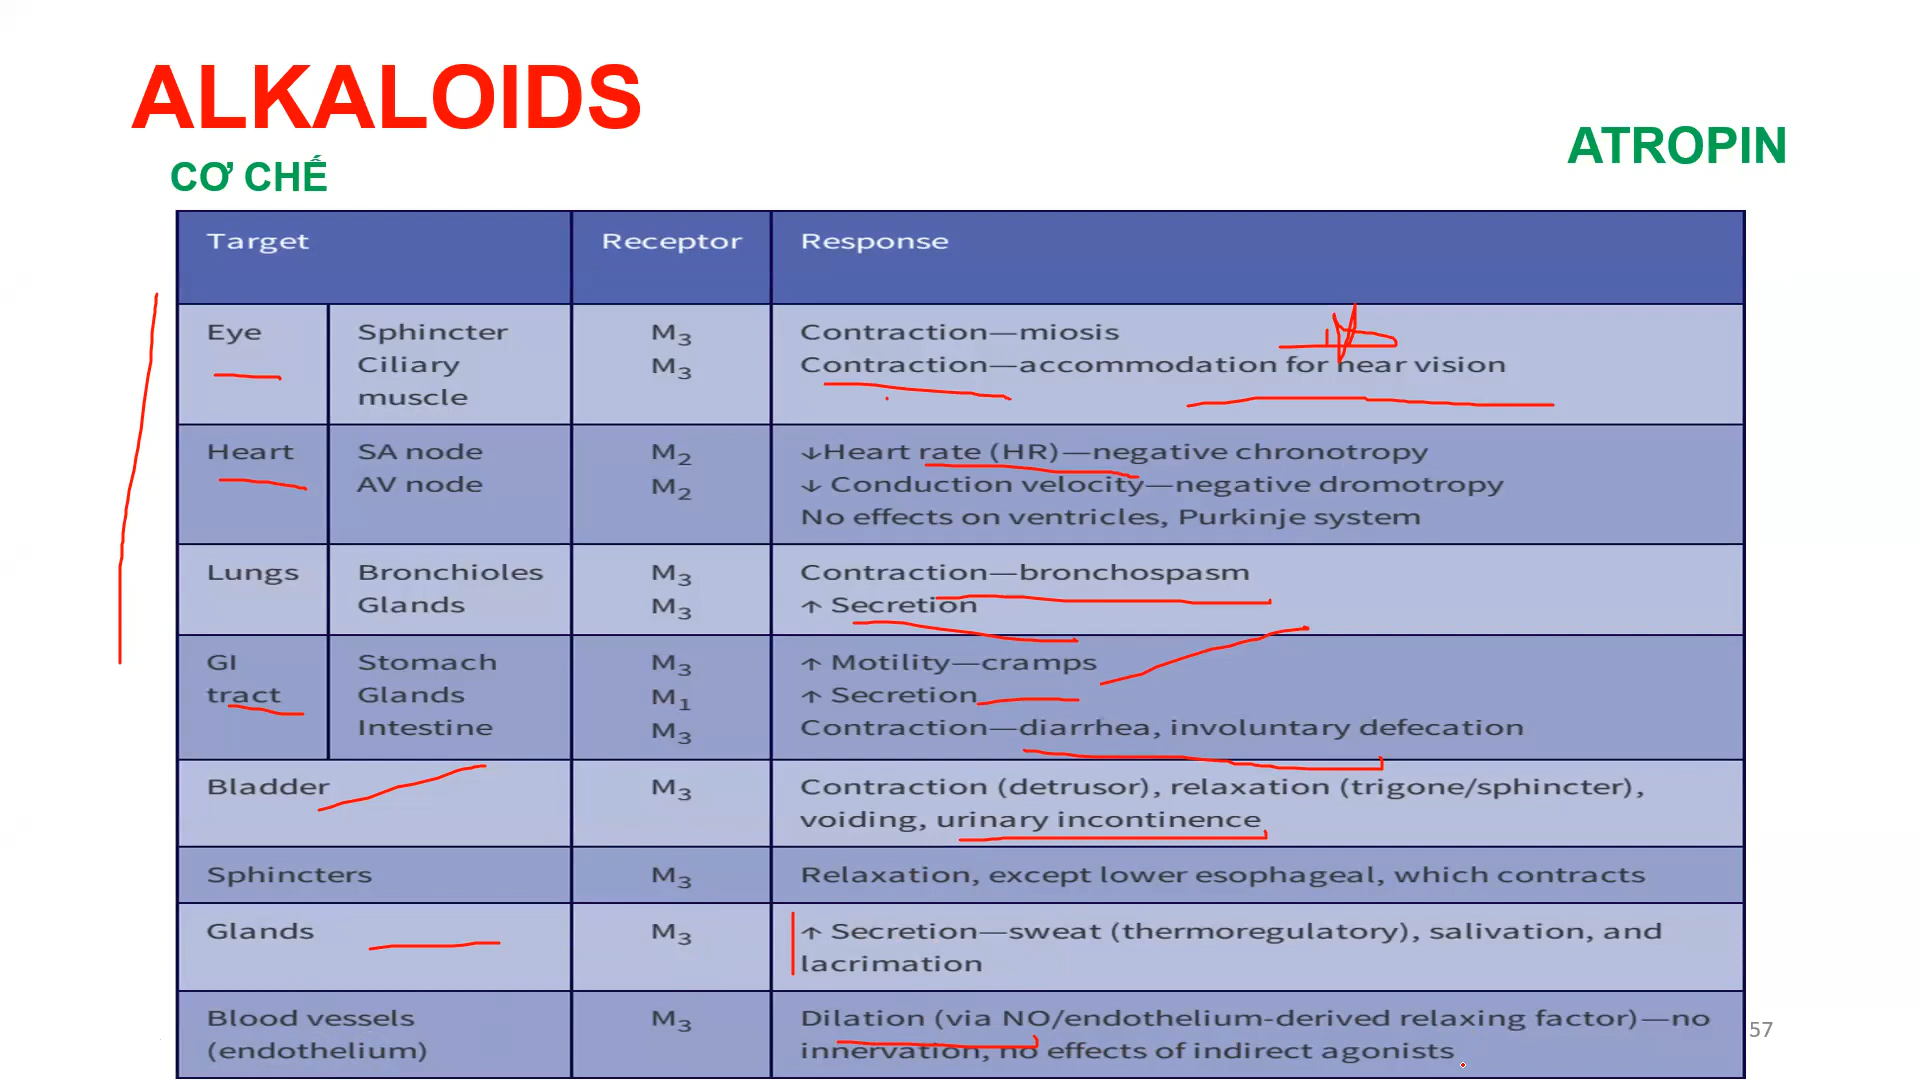 ALKALOIDS
ATROPIN
CƠ CHẾ
Target Receptor Response
Eye Sphincter M₃ Contraction—miosis
Ciliary M₃ Contraction—accommodation for near vision
muscle
Heart SA node M₂ ↓Heart rate (HR)—negative chronotropy
AV node M₂ ↓ Conduction velocity—negative dromotropy
No effects on ventricles, Purkinje system
Lungs Bronchioles M₃ Contraction—bronchospasm
Glands M₃ ↑ Secretion
GI Stomach M₃ ↑ Motility—cramps
tract Glands M₁ ↑ Secretion
Intestine M₃ Contraction—diarrhea, involuntary defecation
Bladder M₃ Contraction (detrusor), relaxation (trigone/sphincter),
voiding, urinary incontinence
Sphincters M₃ Relaxation, except lower esophageal, which contracts
Glands M₃ ↑ Secretion—sweat (thermoregulatory), salivation, and
lacrimation
Blood vessels M₃ Dilation (via NO/endothelium-derived relaxing factor)—no
(endothelium) innervation, no effects of indirect agonists
57